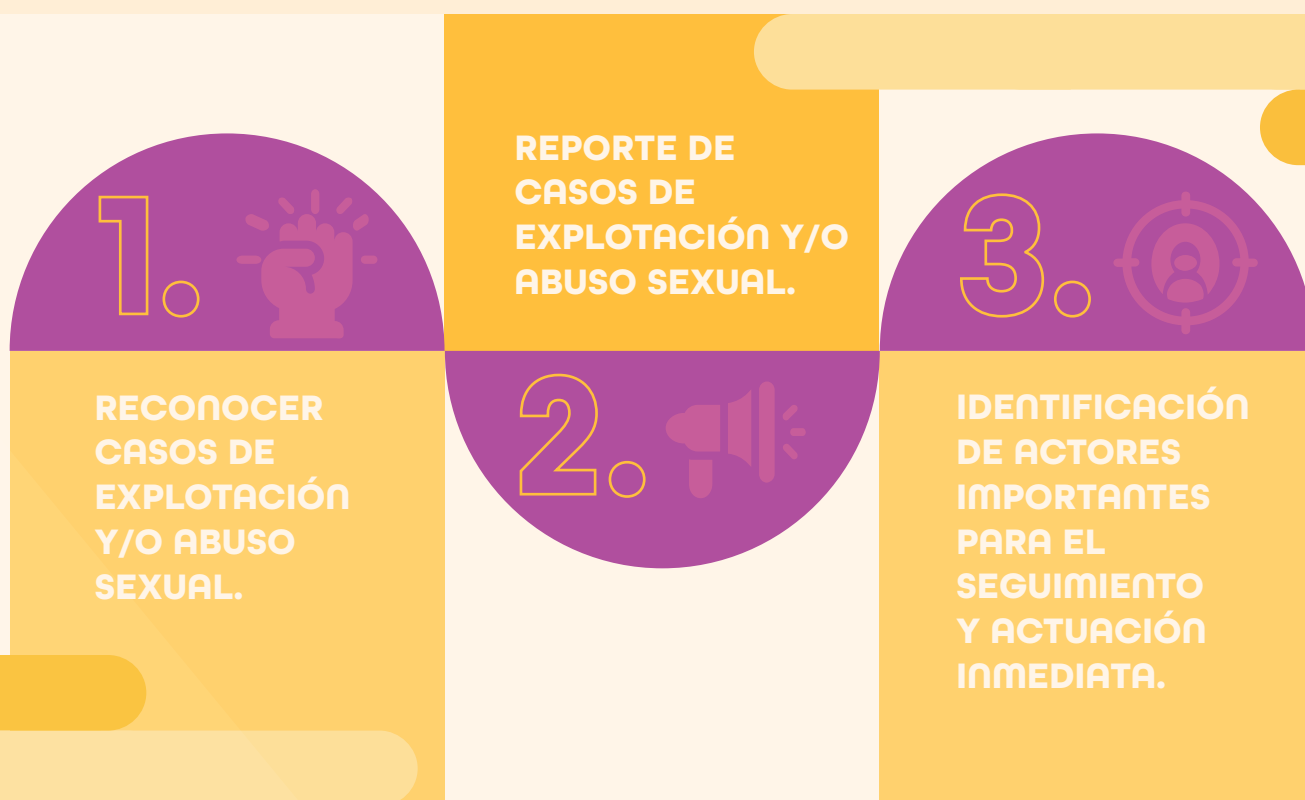 1.
RECONOCER
CASOS DE
EXPLOTACIÓN
Y/O ABUSO
SEXUAL.
REPORTE DE
CASOS DE
EXPLOTACIÓN Y/O
ABUSO SEXUAL.
2.
3.
IDENTIFICACIÓN
DE ACTORES
IMPORTANTES
PARA EL
SEGUIMIENTO
Y ACTUACIÓN
INMEDIATA.